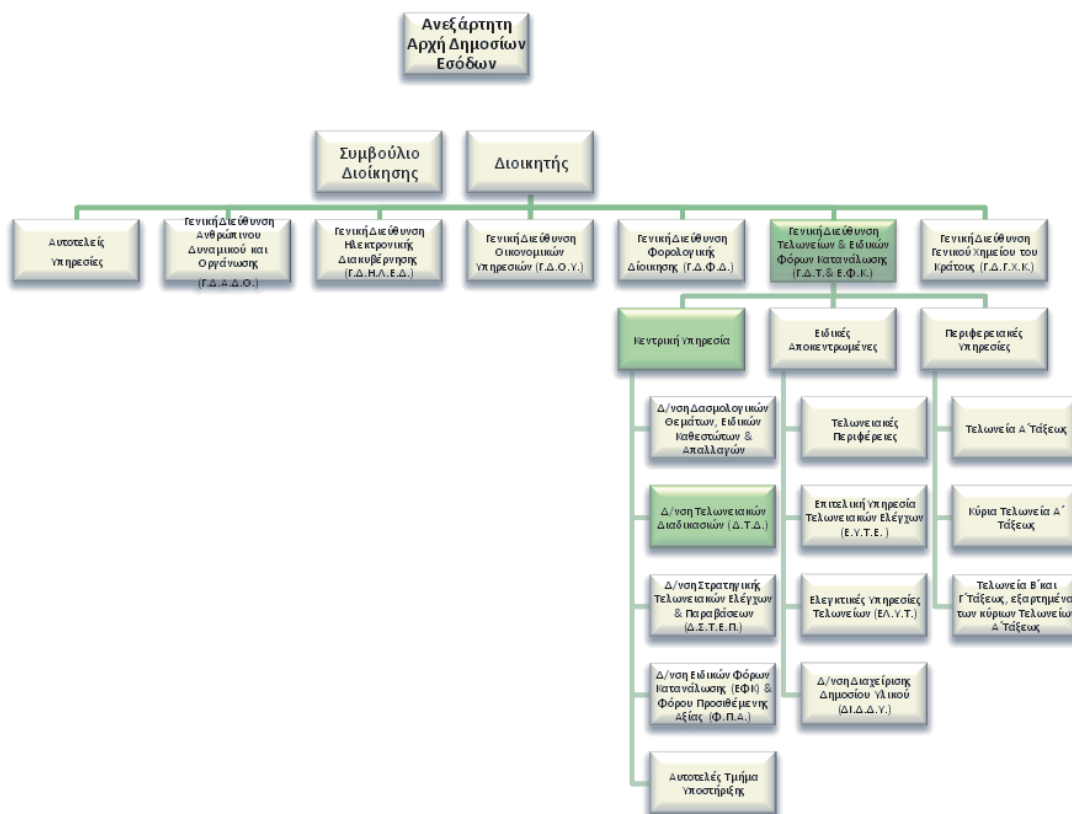 Ανεξάρτητη
Αρχή Δημοσίων
Εσόδων
Συμβούλιο
Διοίκησης
Διοικητής
Αυτοτελείς
Υπηρεσίες
Γενική Διεύθυνση
Ανθρώπινου
Δυναμικού και
Οργάνωσης
(Γ.Δ.Α.Δ.Ο.)
Γενική Διεύθυνση
Ηλεκτρονικής
Διακυβέρνησης
(Γ.Δ.Η.Λ.Ε.Δ.)
Γενική Διεύθυνση
Οικονομικών
Υπηρεσιών (Γ.Δ.Ο.Υ.)
Γενική Διεύθυνση
Φορολογικής
Δίοικησης (Γ.Δ.Φ.Δ.)
Γενική Διεύθυνση
Τελωνείων & Ειδικών
Φόρων Κατανάλωσης
(Γ.Δ.Τ.& Ε.Φ.Κ.)
Γενική Διεύθυνση
Γενικού Χημείου του
Κράτους (Γ.Δ.Γ.Χ.Κ.)
Κεντρική Υπηρεσία
Ειδικές
Αποκεντρωμένες
Περιφερειακές
Υπηρεσίες
Δ/νση Δασμολογικών
Θεμάτων, Ειδικών
Καθεστώτων &
Απαλλαγών
Τελωνειακές
Περιφέρειες
Τελωνεία Α΄Τάξεως
Δ/νση Τελωνειακών
Διαδικασιών (Δ.Τ.Δ.)
Επιτελική Υπηρεσία
Τελωνειακών Ελέγχων
(Ε.Υ.Τ.Ε. )
Κύρια Τελωνεία Α΄
Τάξεως
Δ/νση Στρατηγικής
Τελωνειακών Ελέγχων
& Παραβάσεων
(Δ.Σ.Τ.Ε.Π.)
Ελεγκτικές Υπηρεσίες
Τελωνείων (ΕΛ.Υ.Τ.)
Τελωνεία Β΄και
Γ΄Τάξεως, εξαρτημένα
των κύριων Τελωνείων
Α΄Τάξεως
Δ/νση Ειδικών Φόρων
Κατανάλωσης (ΕΦΚ) &
Φόρου Προσιθέμενης
Αξίας (Φ.Π.Α.)
Δ/νση Διαχείρισης
Δημοσίου Υλικού
(ΔΙ.Δ.Δ.Υ.)
Αυτοτελές Τμήμα
Υποστήριξης